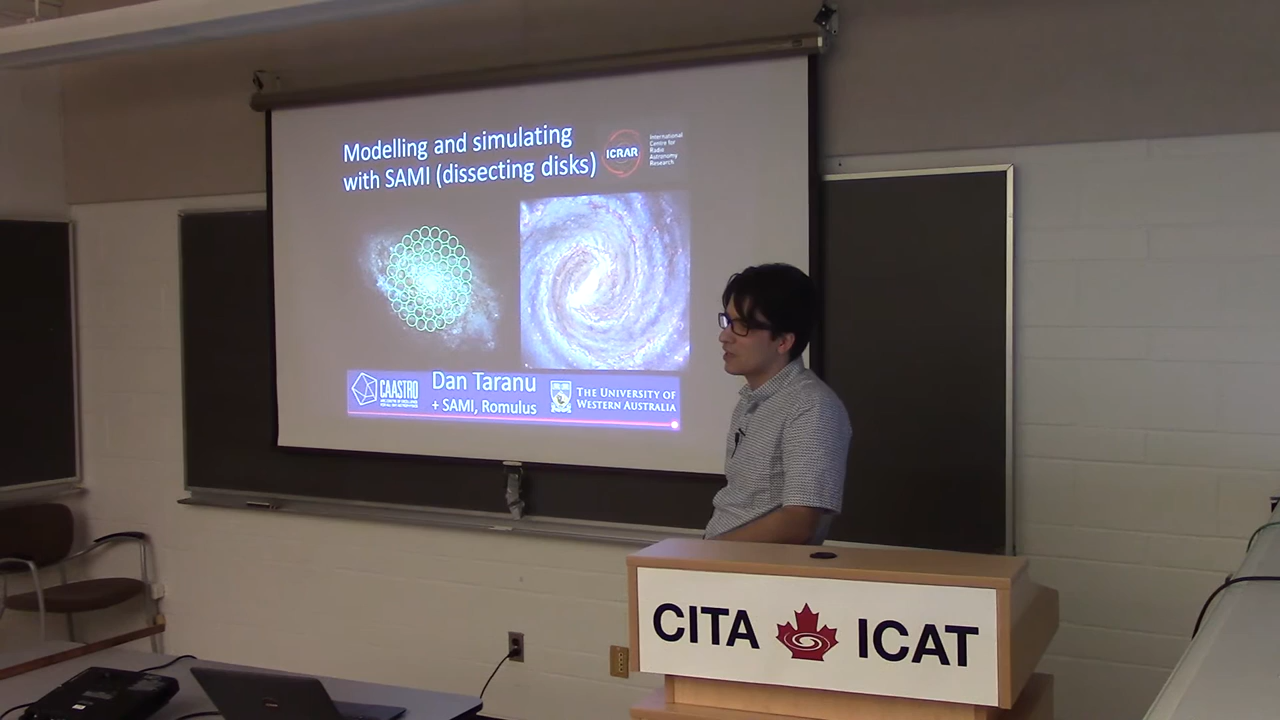 Modelling and simulating
with SAMI (dissecting disks)
ICRAR
International
Centre for
Radio
Astronomy
Research
CAASTRO
Dan Taranu
+ SAMI, Romulus
THE UNIVERSITY OF
WESTERN AUSTRALIA
CITA ICAT